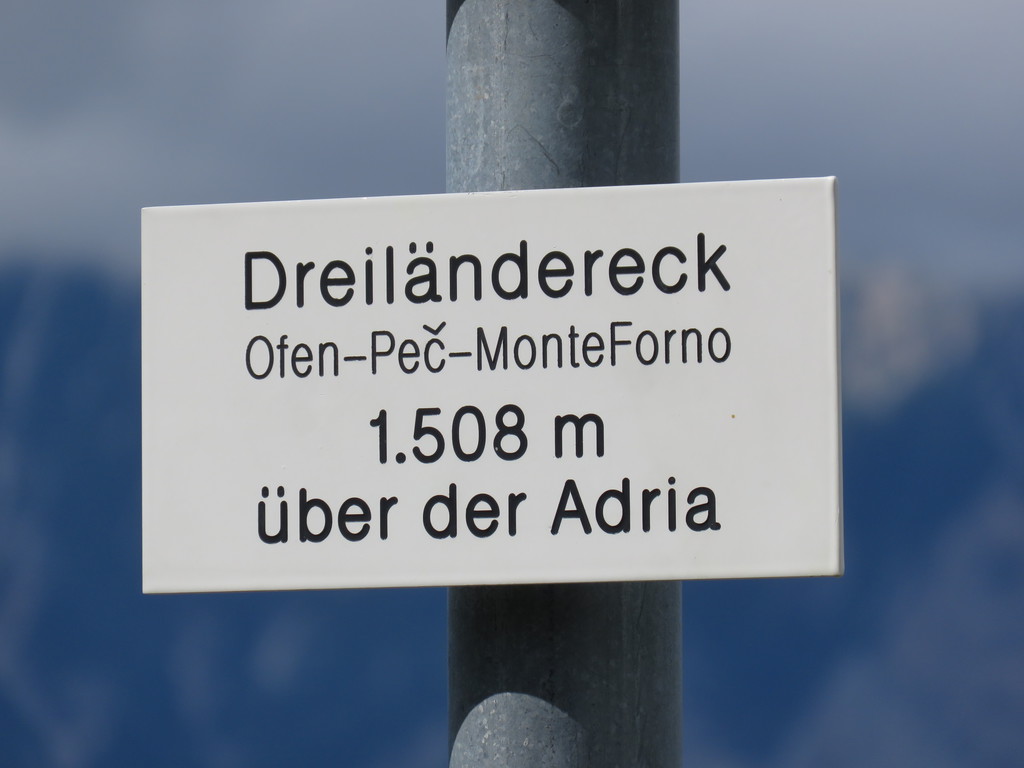 Dreiländereck
Ofen-Peč-MonteForno
1.508 m
über der Adria